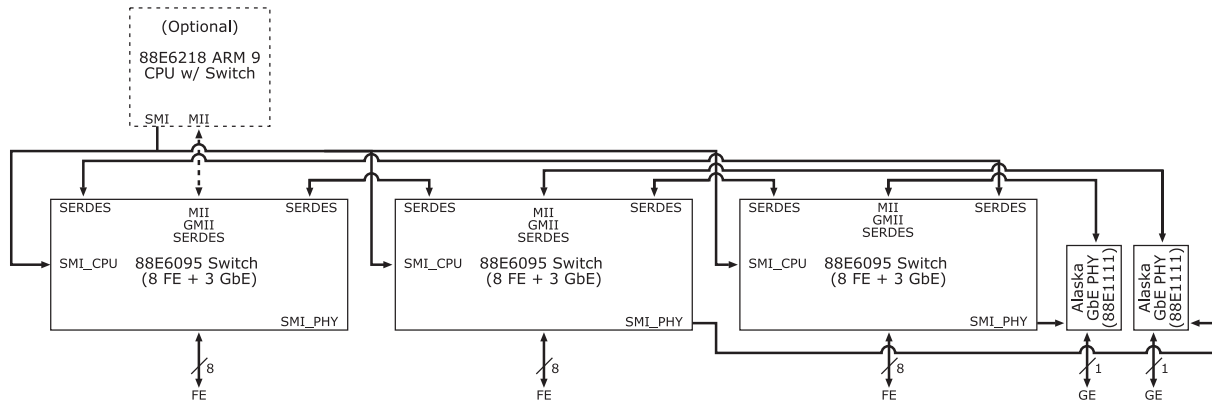 (Optional)
88E6218 ARM 9
CPU w/ Switch
SMI MII
SERDES
MII
GMII
SERDES
SERDES
SMI_CPU
88E6095 Switch
(8 FE + 3 GbE)
SMI_PHY
8
FE
SERDES
MII
GMII
SERDES
SERDES
SMI_CPU
88E6095 Switch
(8 FE + 3 GbE)
SMI_PHY
8
FE
SERDES
MII
GMII
SERDES
SERDES
SMI_CPU
88E6095 Switch
(8 FE + 3 GbE)
SMI_PHY
8
FE
Alaska
GbE PHY
(88E1111)
1
GE
Alaska
GbE PHY
(88E1111)
1
GE